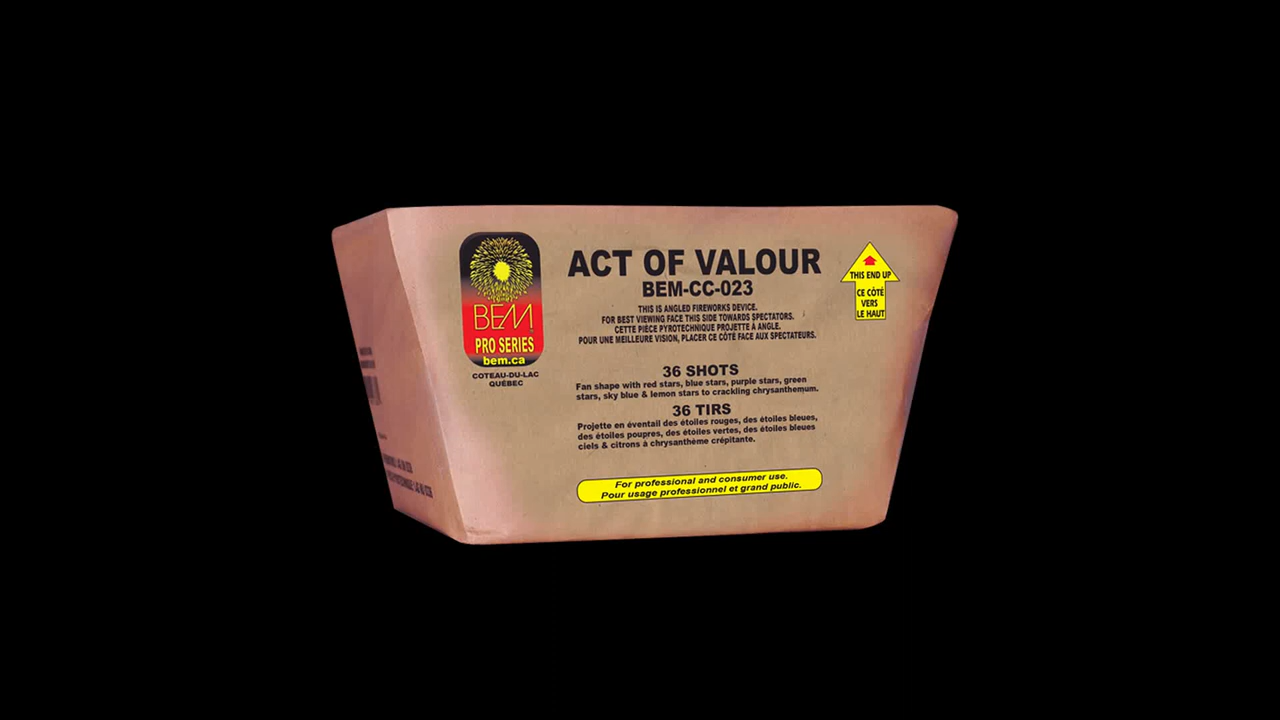 BEM
PRO SERIES
bem.ca
COTEAU-DU-LAC
QUÉBEC
ACT OF VALOUR
BEM-CC-023
THIS IS ANGLED FIREWORKS DEVICE.
FOR BEST VIEWING FACE THIS SIDE TOWARDS SPECTATORS.
CETTE PIÈCE PYROTECHNIQUE PROJETTE À ANGLE.
POUR UNE MEILLEURE VISION, PLACER CE CÔTÉ FACE AUX SPECTATEURS.
36 SHOTS
Fan shape with red stars, blue stars, purple stars, green
stars, sky blue & lemon stars to crackling chrysanthemum.
36 TIRS
Projette en éventail des étoiles rouges, des étoiles bleues,
des étoiles poupres, des étoiles vertes, des étoiles bleues
ciels & citrons à chrysanthème crépitante.
For professional and consumer use.
Pour usage professionnel et grand public.
THIS END UP
CE CÔTÉ
VERS
LE HAUT